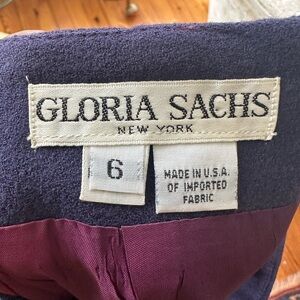 GLORIA SACHS
NEW YORK
6
MADE IN U.S.A.
OF IMPORTED
FABRIC